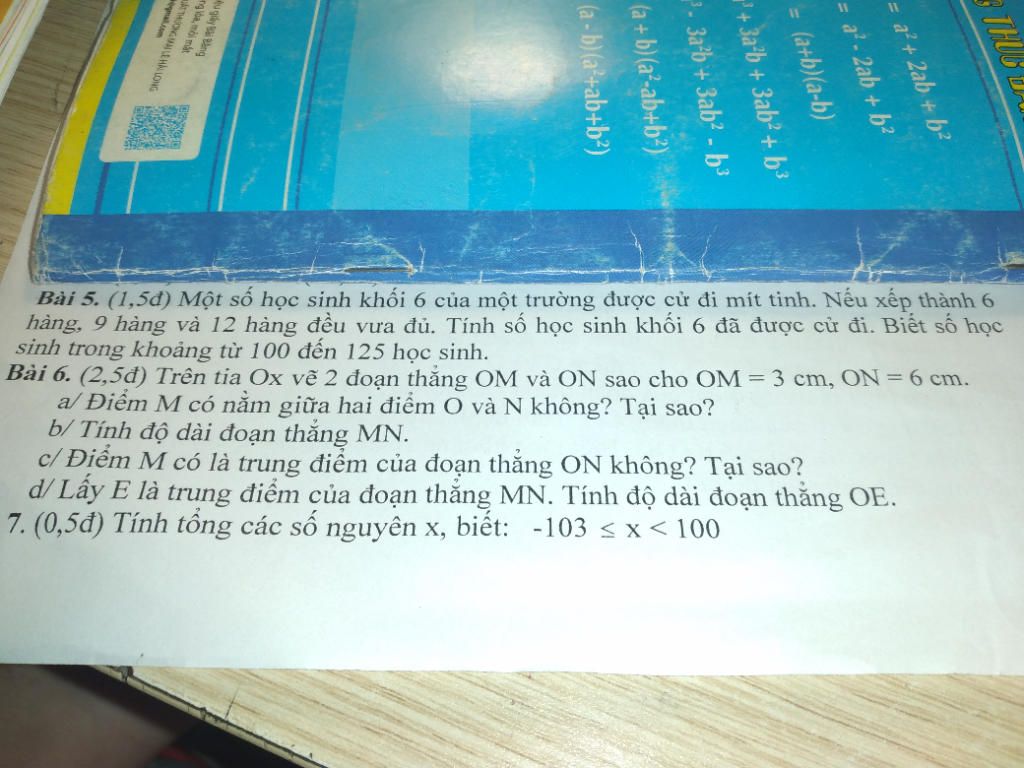 = a² + 2ab + b²
= a² - 2ab + b²
= (a+b)(a-b)
³ + 3a²b + 3ab² + b³
³ - 3a²b + 3ab² - b³
(a + b)(a²-ab+b²)
(a - b)(a²+ab+b²)
Bài 5. (1,5đ) Một số học sinh khối 6 của một trường được cử đi mít tinh. Nếu xếp thành 6
hàng, 9 hàng và 12 hàng đều vưa đủ. Tính số học sinh khối 6 đã được cử đi. Biết số học
sinh trong khoảng từ 100 đến 125 học sinh.
Bài 6. (2,5đ) Trên tia Ox vẽ 2 đoạn thẳng OM và ON sao cho OM = 3 cm, ON = 6 cm.
a/ Điểm M có nằm giữa hai điểm O và N không? Tại sao?
b/ Tính độ dài đoạn thẳng MN.
c/ Điểm M có là trung điểm của đoạn thẳng ON không? Tại sao?
d/ Lấy E là trung điểm của đoạn thẳng MN. Tính độ dài đoạn thẳng OE.
7. (0,5đ) Tính tổng các số nguyên x, biết: -103 ≤ x < 100